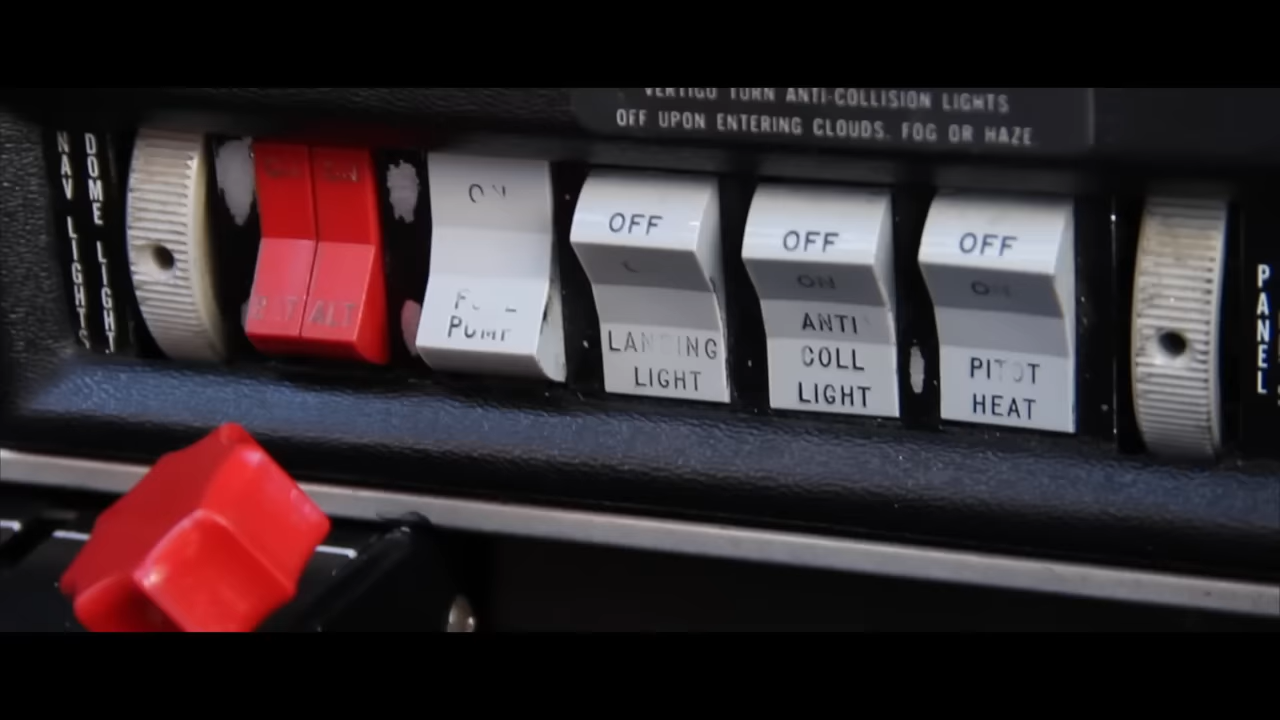 VERTIGO TURN ANTI-COLLISION LIGHTS
OFF UPON ENTERING CLOUDS. FOG OR HAZE
NAV LIGHTS
DOME LIGHT
ON
ALT
ON
PUMP
OFF
LANDING
LIGHT
OFF
ON
ANTI
COLL
LIGHT
OFF
PITOT
HEAT
PANEL